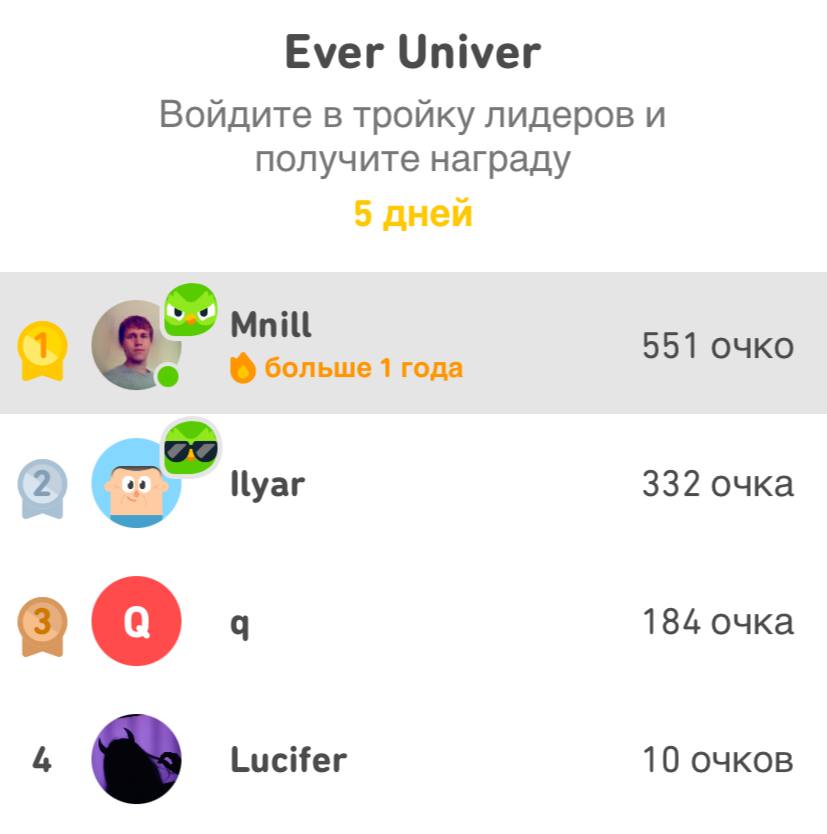 Ever Univer
Войдите в тройку лидеров и
получите награду
5 дней
1
Mnill
больше 1 года
551 очко
2
Ilyar
332 очка
3
Q
q
184 очка
4
Lucifer
10 очков